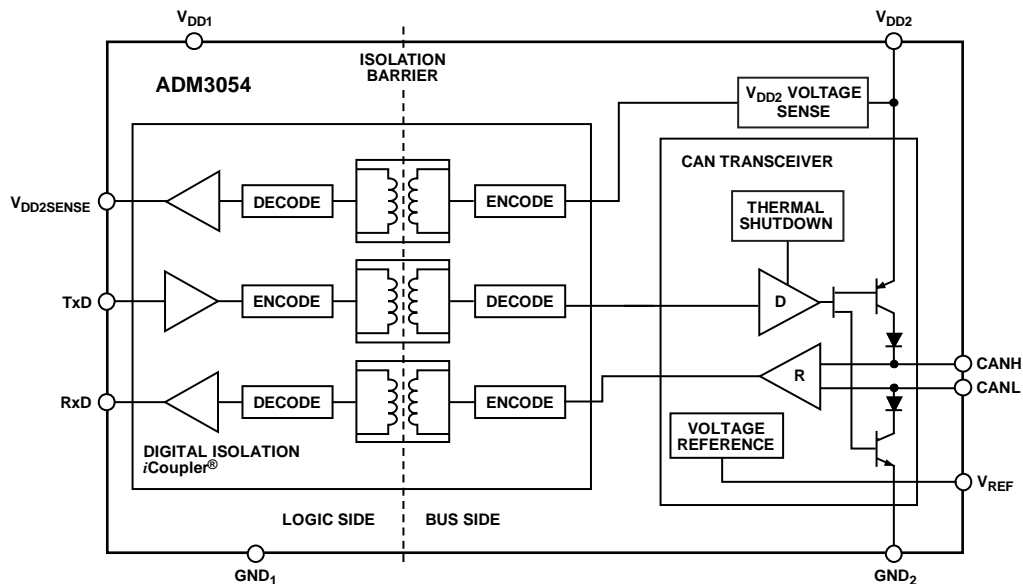 VDD1
VDD2
ADM3054
ISOLATION
BARRIER
VDD2 VOLTAGE
SENSE
CAN TRANSCEIVER
VDD2SENSE
DECODE
ENCODE
THERMAL
SHUTDOWN
TxD
ENCODE
DECODE
D
RxD
DECODE
ENCODE
R
CANH
CANL
VOLTAGE
REFERENCE
DIGITAL ISOLATION
iCoupler®
VREF
LOGIC SIDE
BUS SIDE
GND1
GND2